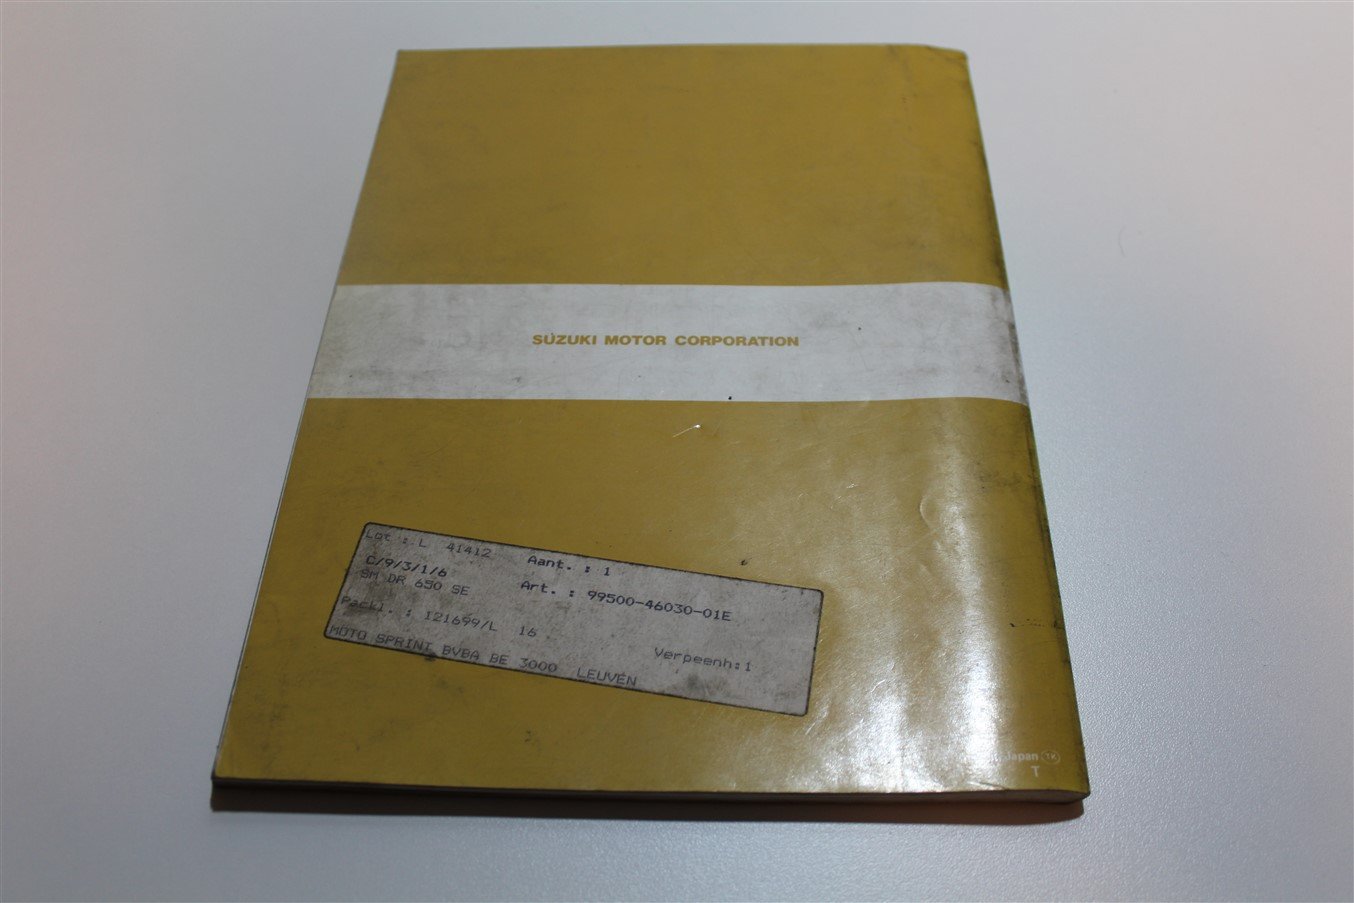 SUZUKI MOTOR CORPORATION
Lot : L 41412 Aant. : 1
C/9/3/1/6 Art. : 99500-46030-01E
SM DR 650 SE
Packl. : I21699/L 16 Verpeenh:1
MOTO SPRINT BVBA BE 3000 LEUVEN
Japan TK
T